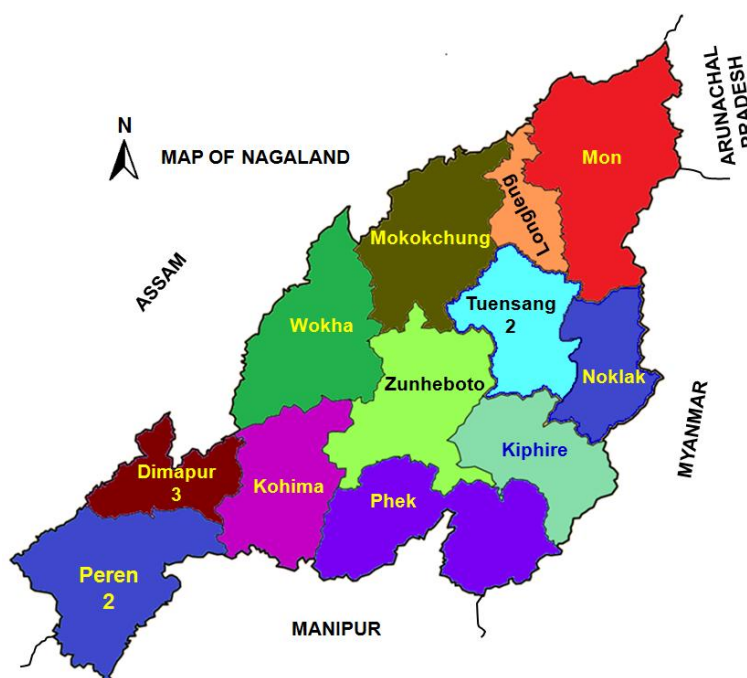 N
MAP OF NAGALAND
ARUNACHAL
PRADESH
Mon
Longleng
Mokokchung
ASSAM
Tuensang
2
Wokha
Noklak
Zunheboto
MYANMAR
Kiphire
Dimapur
3
Kohima
Phek
Peren
2
MANIPUR